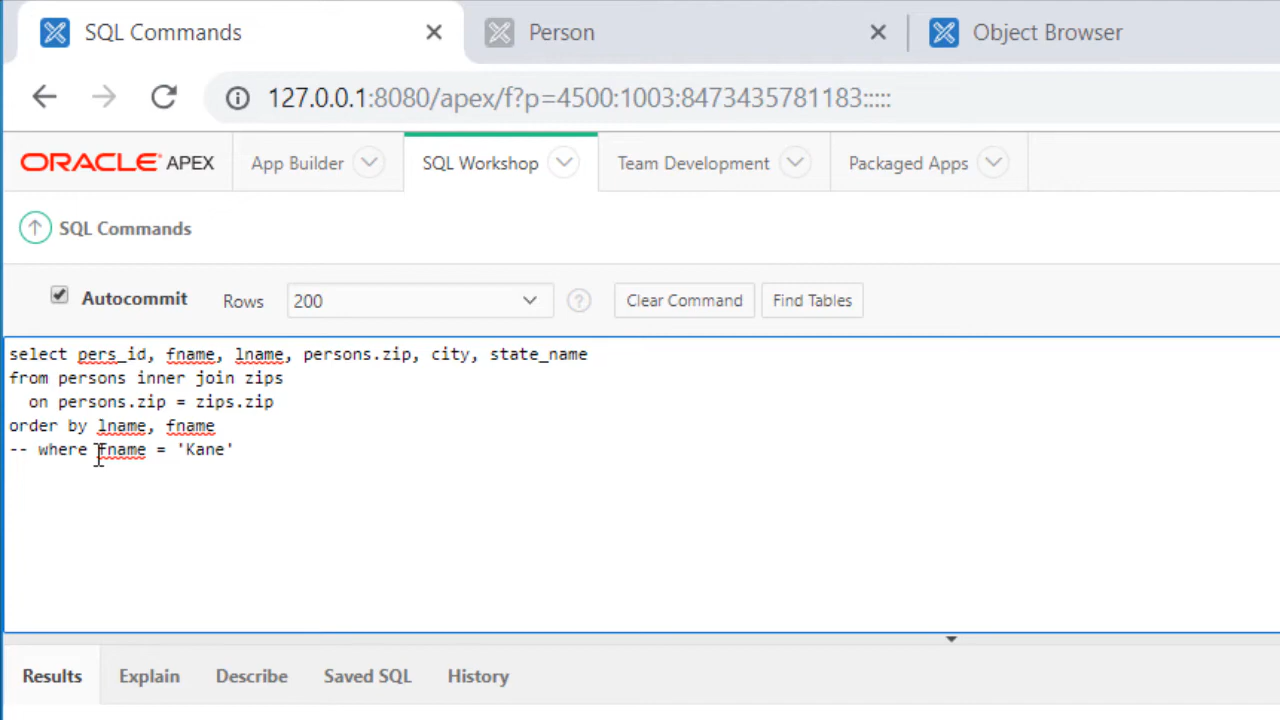 SQL Commands Person Object Browser
127.0.0.1:8080/apex/f?p=4500:1003:8473435781183:::::
ORACLE® APEX App Builder SQL Workshop Team Development Packaged Apps
SQL Commands
Autocommit Rows 200 ? Clear Command Find Tables
select pers_id, fname, lname, persons.zip, city, state_name
from persons inner join zips
on persons.zip = zips.zip
order by lname, fname
-- where fname = 'Kane'
Results Explain Describe Saved SQL History